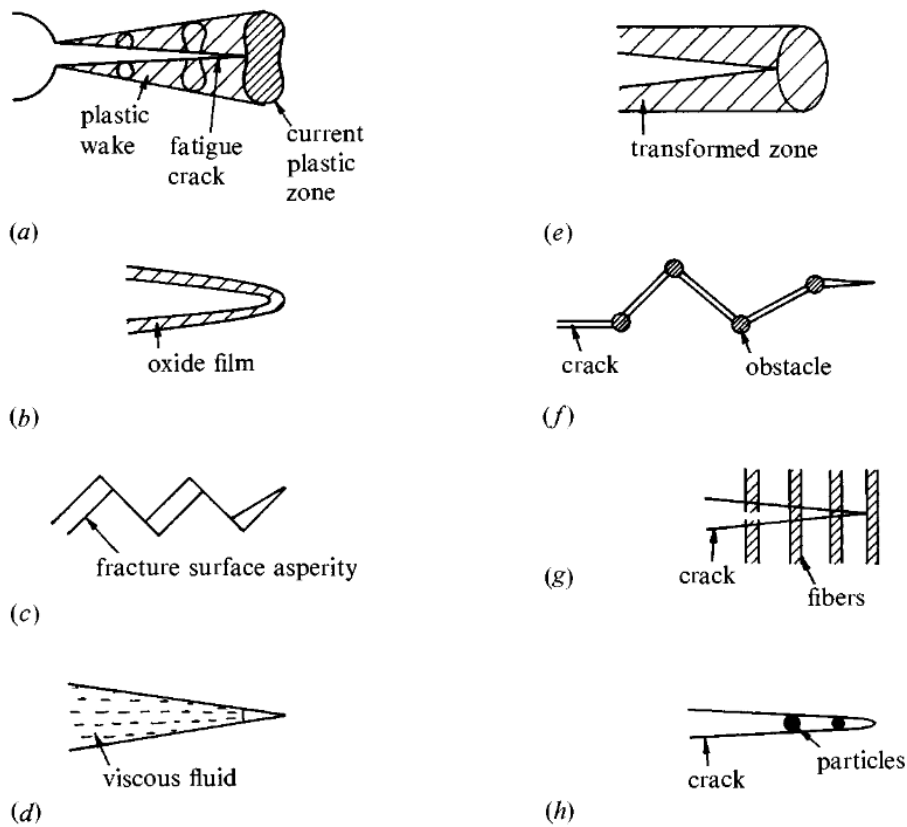 plastic
wake
fatigue
crack
current
plastic
zone
(a)
oxide film
(b)
fracture surface asperity
(c)
viscous fluid
(d)
transformed zone
(e)
crack
obstacle
(f)
crack
fibers
(g)
crack
particles
(h)